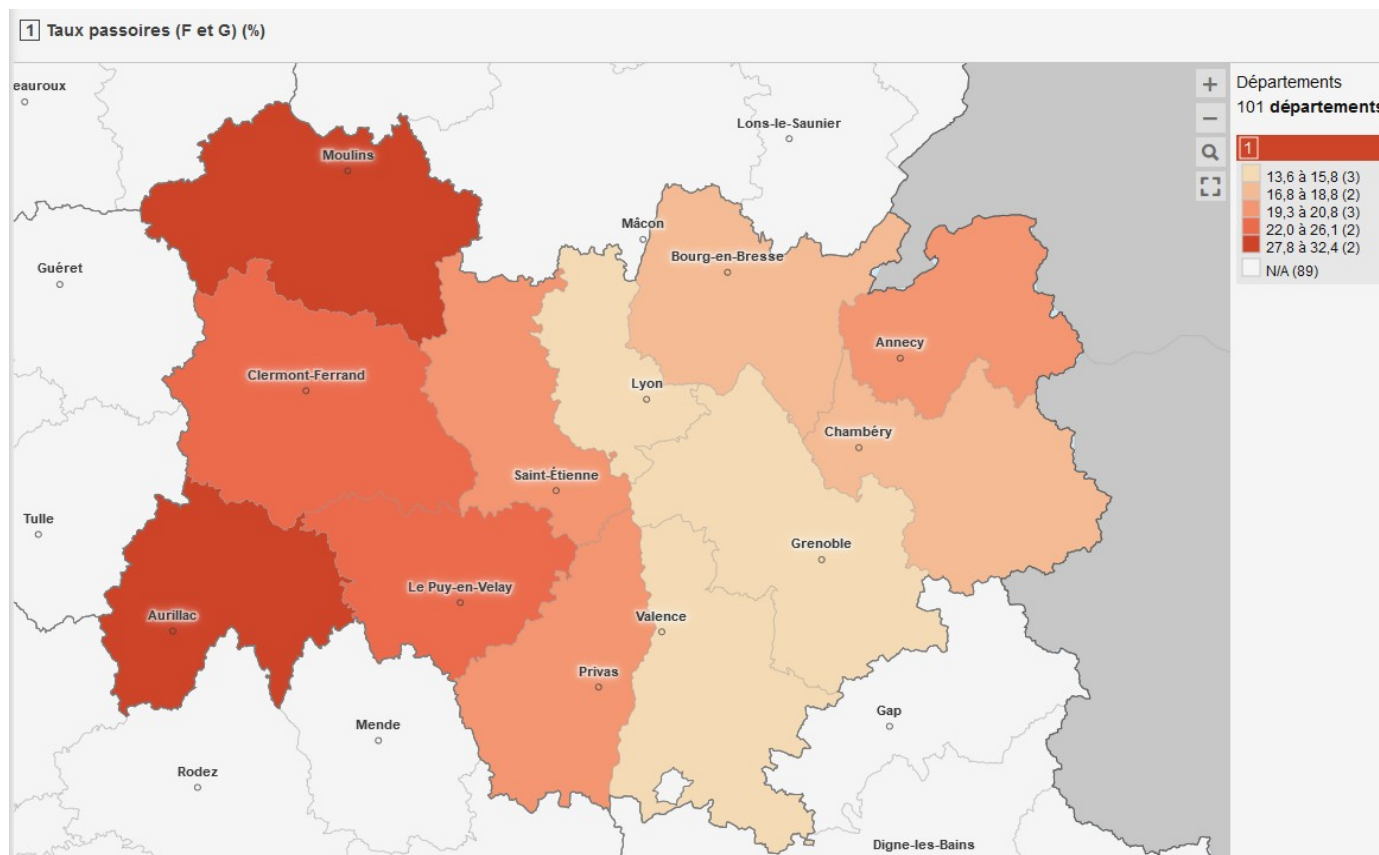 1 Taux passoires (F et G) (%)
eauroux
Lons-le-Saunier
Moulins
Mâcon
Guéret
Bourg-en-Bresse
Annecy
Clermont-Ferrand
Lyon
Chambéry
Saint-Étienne
Tulle
Grenoble
Le Puy-en-Velay
Aurillac
Valence
Privas
Mende
Gap
Rodez
Digne-les-Bains
+
−
Départements
101 départements
1
13,6 à 15,8 (3)
16,8 à 18,8 (2)
19,3 à 20,8 (3)
22,0 à 26,1 (2)
27,8 à 32,4 (2)
N/A (89)